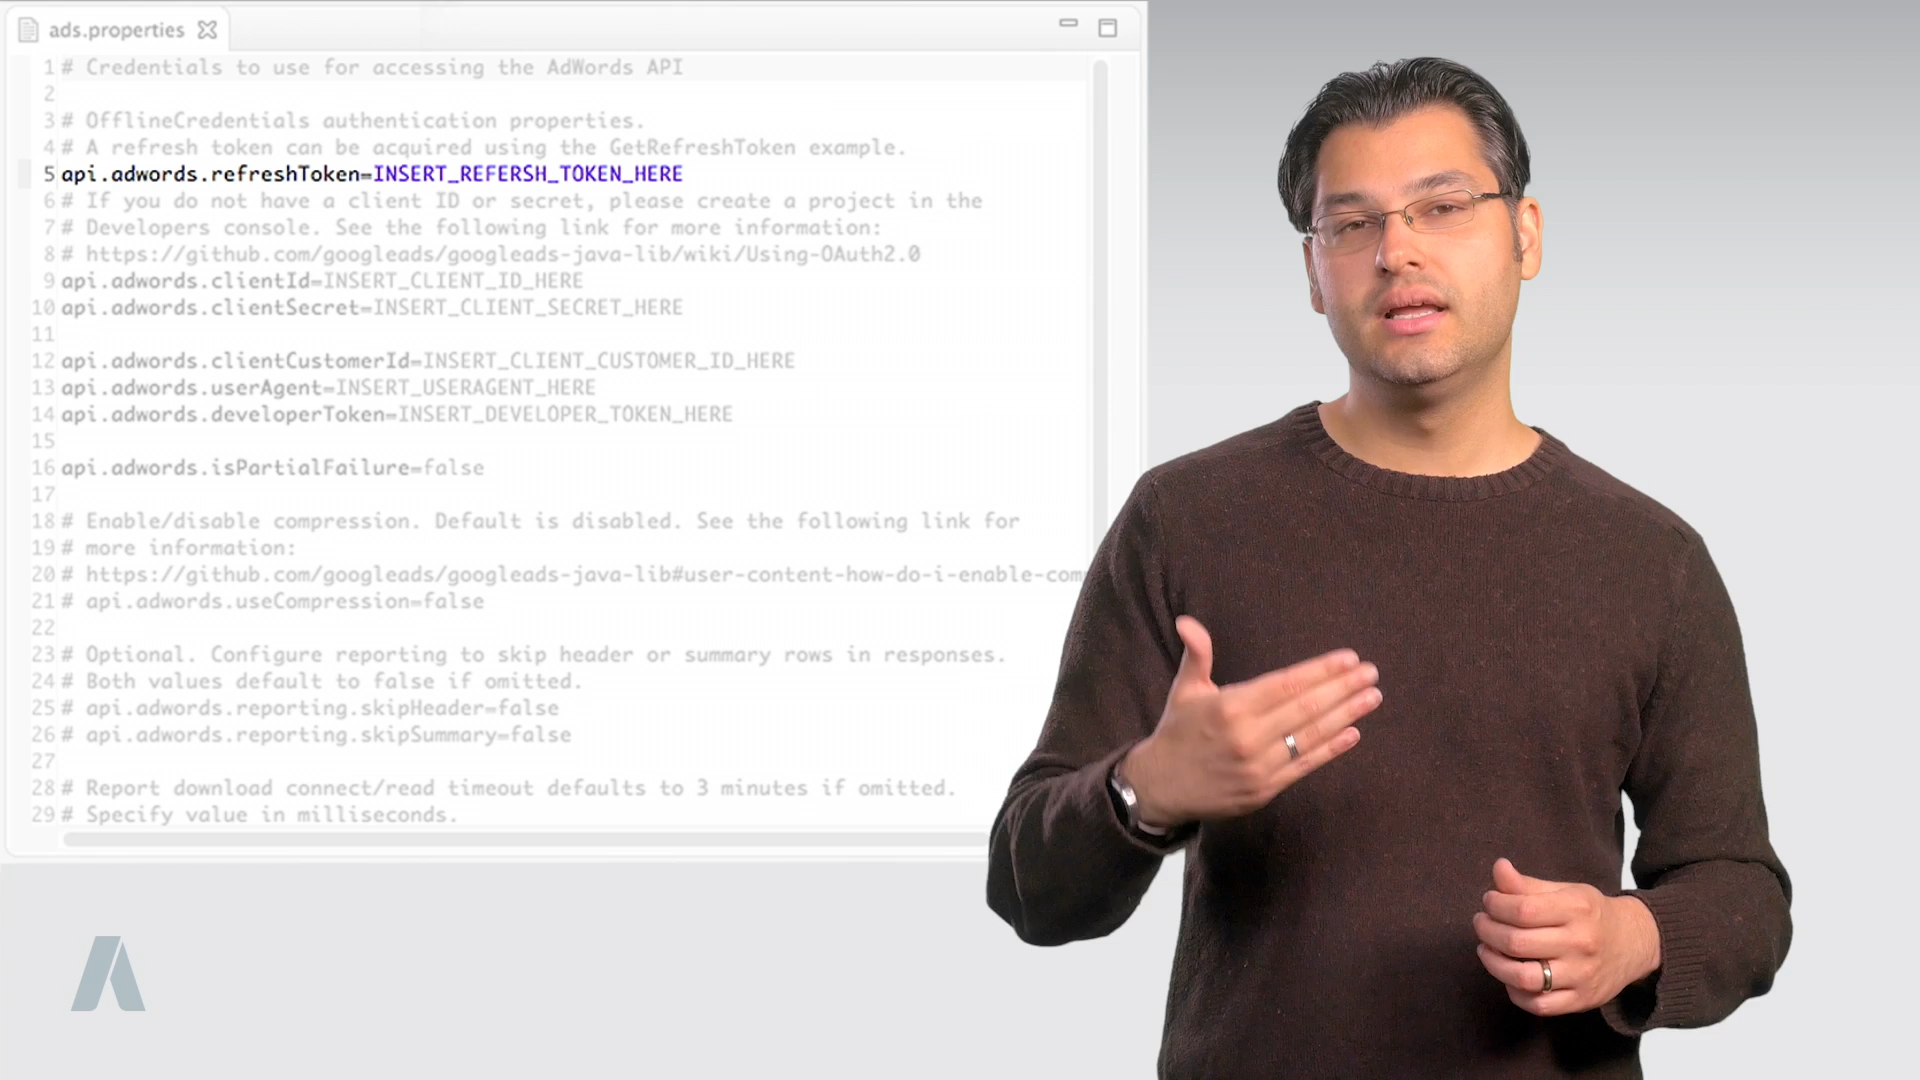 ads.properties
1 # Credentials to use for accessing the AdWords API
2
3 # OfflineCredentials authentication properties.
4 # A refresh token can be acquired using the GetRefreshToken example.
5 api.adwords.refreshToken=INSERT_REFERSH_TOKEN_HERE
6 # If you do not have a client ID or secret, please create a project in the
7 # Developers console. See the following link for more information:
8 # https://github.com/googleads/googleads-java-lib/wiki/Using-OAuth2.0
9 api.adwords.clientId=INSERT_CLIENT_ID_HERE
10 api.adwords.clientSecret=INSERT_CLIENT_SECRET_HERE
11
12 api.adwords.clientCustomerId=INSERT_CLIENT_CUSTOMER_ID_HERE
13 api.adwords.userAgent=INSERT_USERAGENT_HERE
14 api.adwords.developerToken=INSERT_DEVELOPER_TOKEN_HERE
15
16 api.adwords.isPartialFailure=false
17
18 # Enable/disable compression. Default is disabled. See the following link for
19 # more information:
20 # https://github.com/googleads/googleads-java-lib#user-content-how-do-i-enable-com
21 # api.adwords.useCompression=false
22
23 # Optional. Configure reporting to skip header or summary rows in responses.
24 # Both values default to false if omitted.
25 # api.adwords.reporting.skipHeader=false
26 # api.adwords.reporting.skipSummary=false
27
28 # Report download connect/read timeout defaults to 3 minutes if omitted.
29 # Specify value in milliseconds.